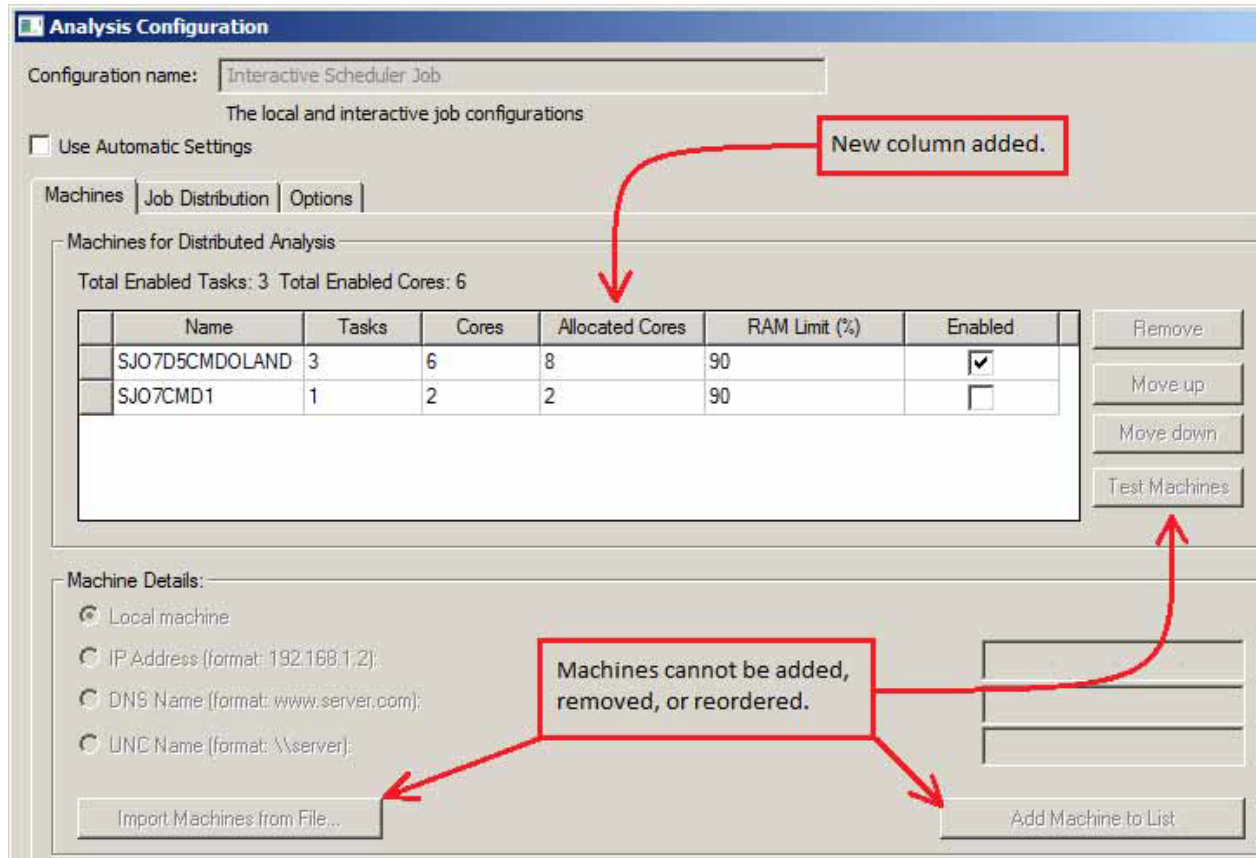 Analysis Configuration
Configuration name: Interactive Scheduler Job
The local and interactive job configurations
Use Automatic Settings
New column added.
Machines Job Distribution Options
Machines for Distributed Analysis
Total Enabled Tasks: 3 Total Enabled Cores: 6
Name Tasks Cores Allocated Cores RAM Limit (%) Enabled
SJO7D5CMDOLAND 3 6 8 90
SJO7CMD1 1 2 2 90
Remove
Move up
Move down
Test Machines
Machine Details:
Local machine
IP Address (format: 192.168.1.2):
DNS Name (format: www.server.com):
UNC Name (format: \\server):
Machines cannot be added,
removed, or reordered.
Import Machines from File...
Add Machine to List